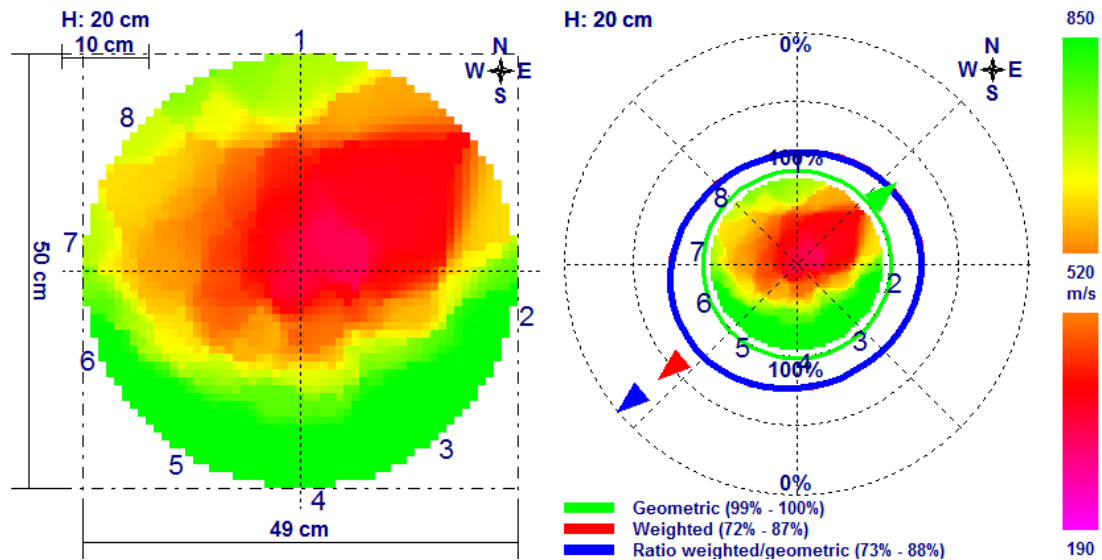 H: 20 cm
10 cm
N
W E
S
1
8
7
2
6
5
3
4
50 cm
49 cm
H: 20 cm
0%
N
W E
S
100%
8
7
2
6
5
3
4
100%
0%
Geometric (99% - 100%)
Weighted (72% - 87%)
Ratio weighted/geometric (73% - 88%)
850
520
m/s
190